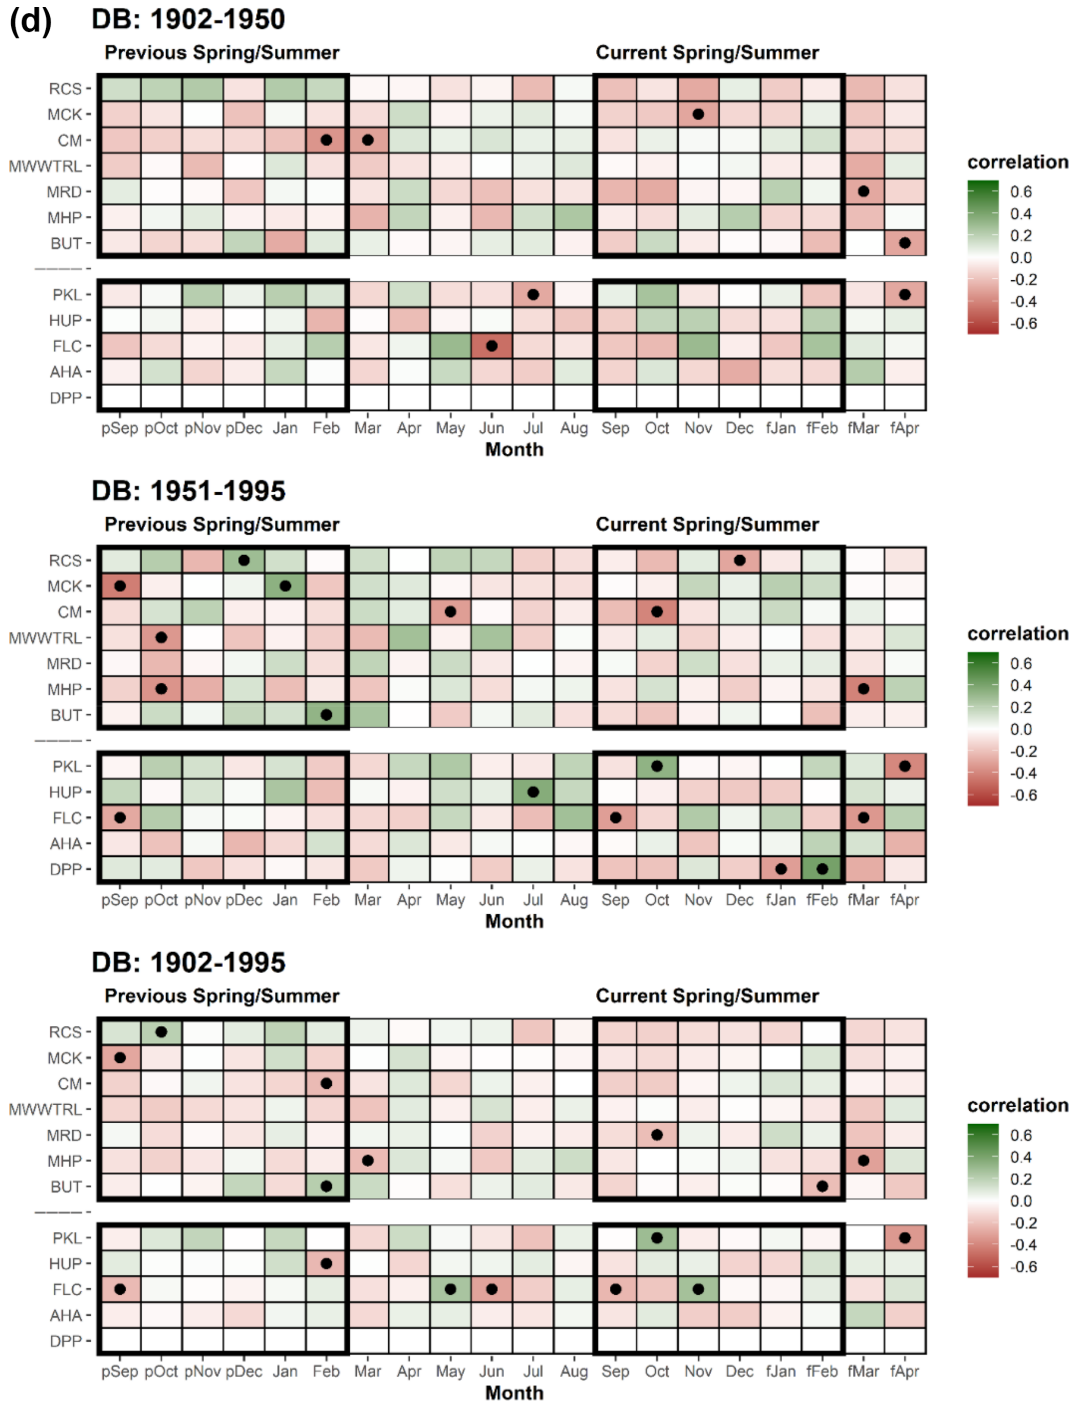 (d) DB: 1902-1950
Previous Spring/Summer Current Spring/Summer
RCS
MCK
CM
MWWTRL
MRD
MHP
BUT
————
PKL
HUP
FLC
AHA
DPP
pSep pOct pNov pDec Jan Feb Mar Apr May Jun Jul Aug Sep Oct Nov Dec fJan fFeb fMar fApr
Month
correlation
0.6
0.4
0.2
0.0
-0.2
-0.4
-0.6
DB: 1951-1995
Previous Spring/Summer Current Spring/Summer
RCS
MCK
CM
MWWTRL
MRD
MHP
BUT
————
PKL
HUP
FLC
AHA
DPP
pSep pOct pNov pDec Jan Feb Mar Apr May Jun Jul Aug Sep Oct Nov Dec fJan fFeb fMar fApr
Month
correlation
0.6
0.4
0.2
0.0
-0.2
-0.4
-0.6
DB: 1902-1995
Previous Spring/Summer Current Spring/Summer
RCS
MCK
CM
MWWTRL
MRD
MHP
BUT
————
PKL
HUP
FLC
AHA
DPP
pSep pOct pNov pDec Jan Feb Mar Apr May Jun Jul Aug Sep Oct Nov Dec fJan fFeb fMar fApr
Month
correlation
0.6
0.4
0.2
0.0
-0.2
-0.4
-0.6